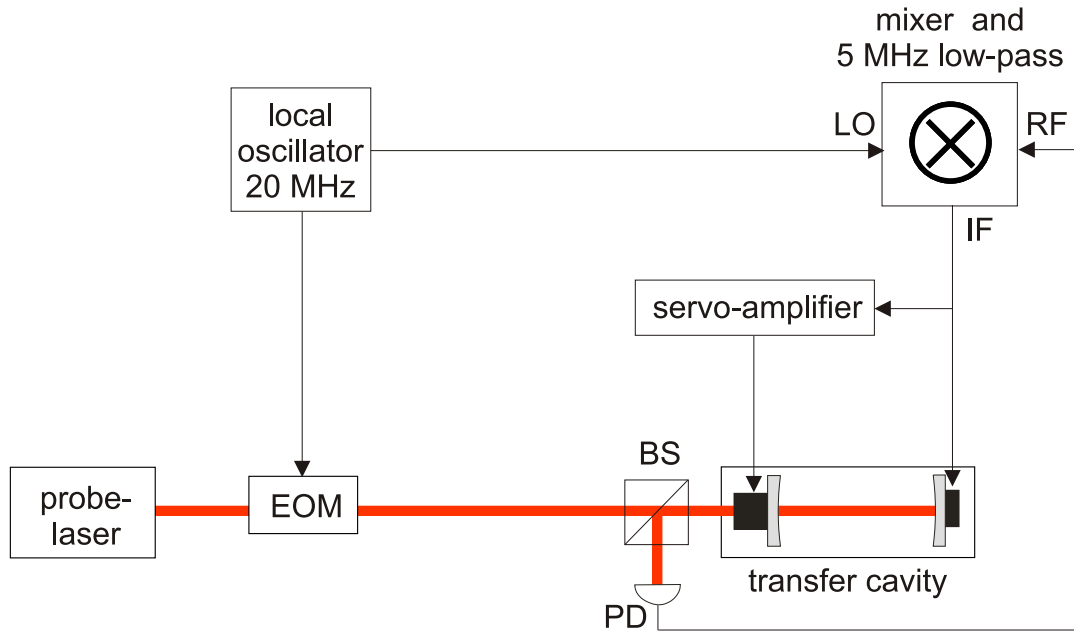 mixer and
5 MHz low-pass
local
oscillator
20 MHz
LO
RF
IF
servo-amplifier
BS
probe-
laser
EOM
transfer cavity
PD